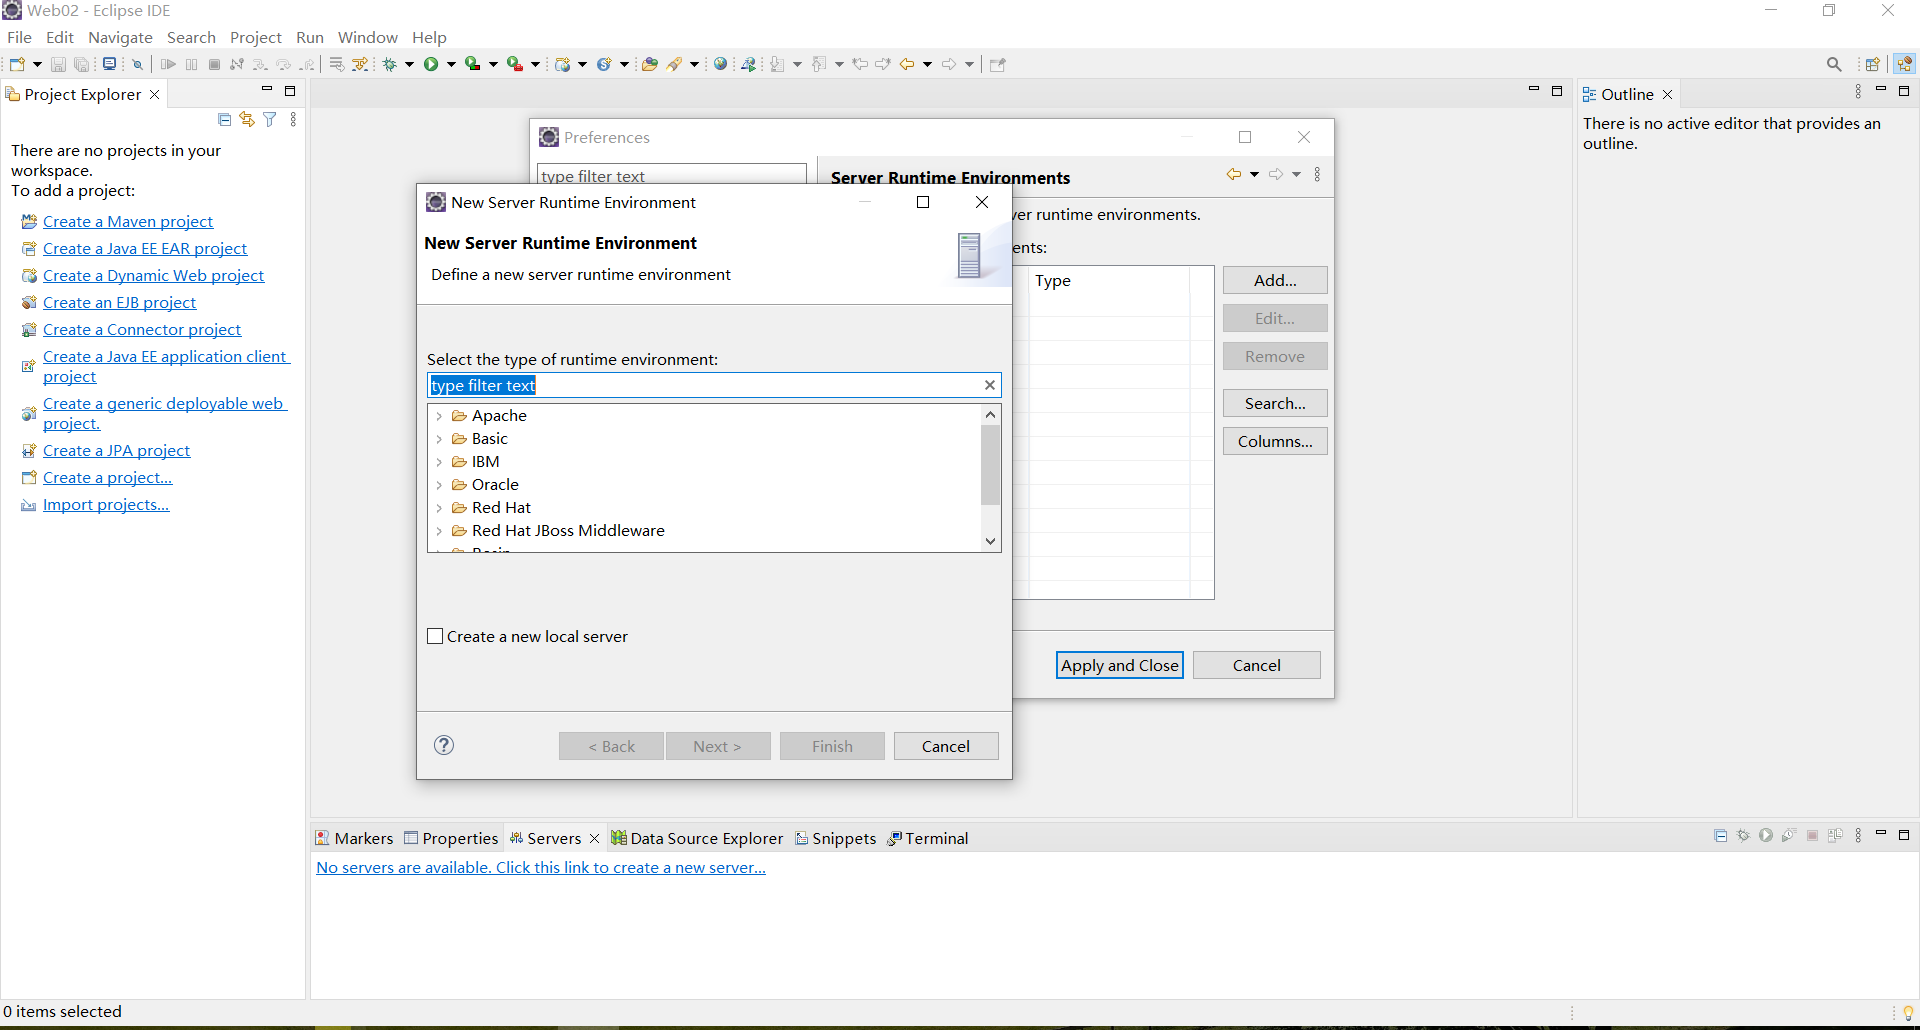 Web02 - Eclipse IDE
File Edit Navigate Search Project Run Window Help
Project Explorer
There are no projects in your
workspace.
To add a project:
Create a Maven project
Create a Java EE EAR project
Create a Dynamic Web project
Create an EJB project
Create a Connector project
Create a Java EE application client
project
Create a generic deployable web
project.
Create a JPA project
Create a project...
Import projects...
Preferences
type filter text
Server Runtime Environments
ver runtime environments.
ents:
Type
Add...
Edit...
Remove
Search...
Columns...
Apply and Close
Cancel
New Server Runtime Environment
New Server Runtime Environment
Define a new server runtime environment
Select the type of runtime environment:
type filter text
Apache
Basic
IBM
Oracle
Red Hat
Red Hat JBoss Middleware
Create a new local server
< Back
Next >
Finish
Cancel
Outline
There is no active editor that provides an
outline.
Markers Properties Servers Data Source Explorer Snippets Terminal
No servers are available. Click this link to create a new server...
0 items selected